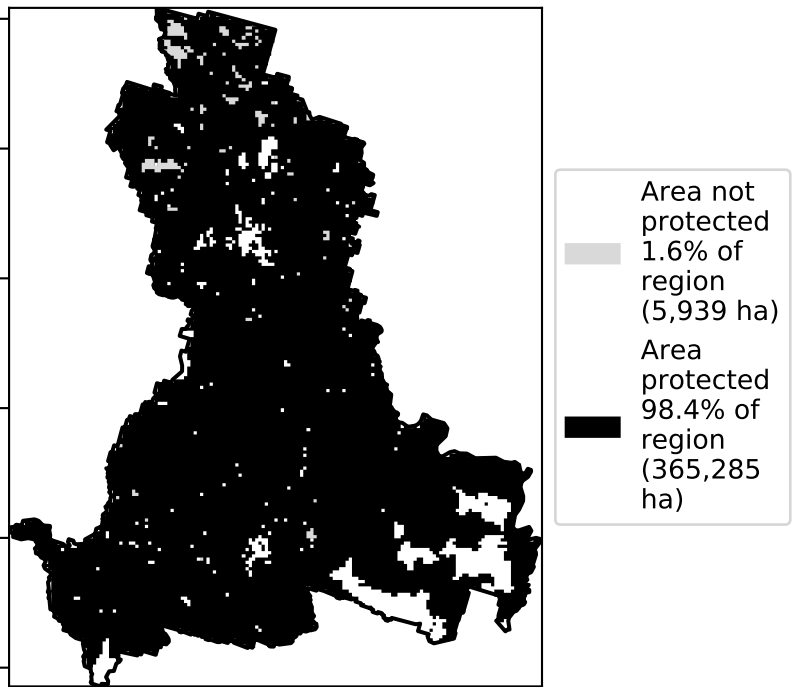 Area not
protected
1.6% of
region
(5,939 ha)
Area
protected
98.4% of
region
(365,285
ha)